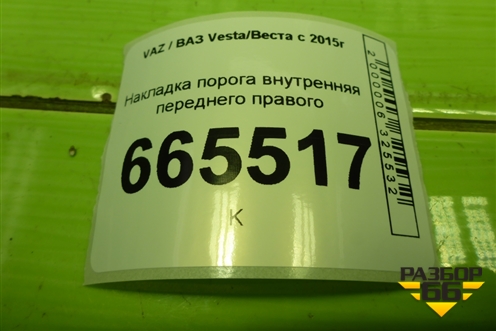 VAZ / ВАЗ Vesta/Веста с 2015г
Накладка порога внутренняя
переднего правого
665517
К
2000006325532
РАЗБОР
66